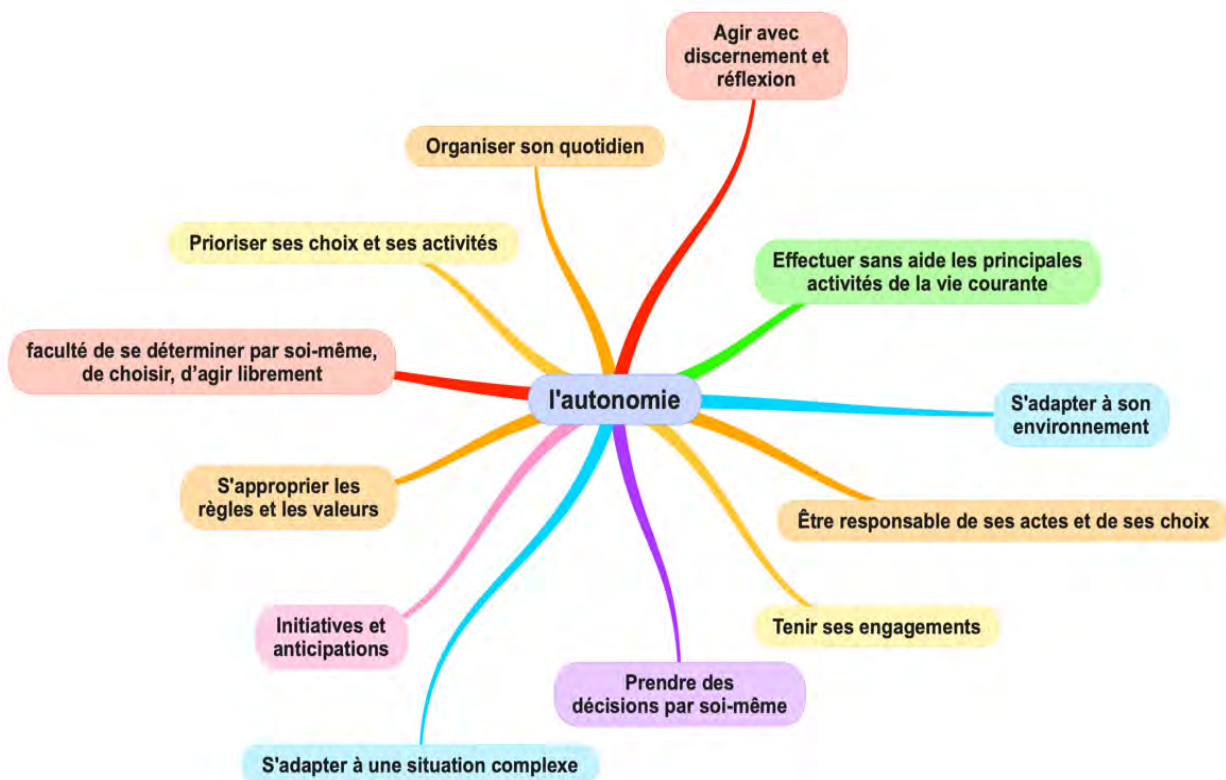 Agir avec
discernement et
réflexion
Organiser son quotidien
Prioriser ses choix et ses activités
Effectuer sans aide les principales
activités de la vie courante
faculté de se déterminer par soi-même,
de choisir, d'agir librement
l'autonomie
S'adapter à son
environnement
S'approprier les
règles et les valeurs
Être responsable de ses actes et de ses choix
Initiatives et
anticipations
Tenir ses engagements
Prendre des
décisions par soi-même
S'adapter à une situation complexe